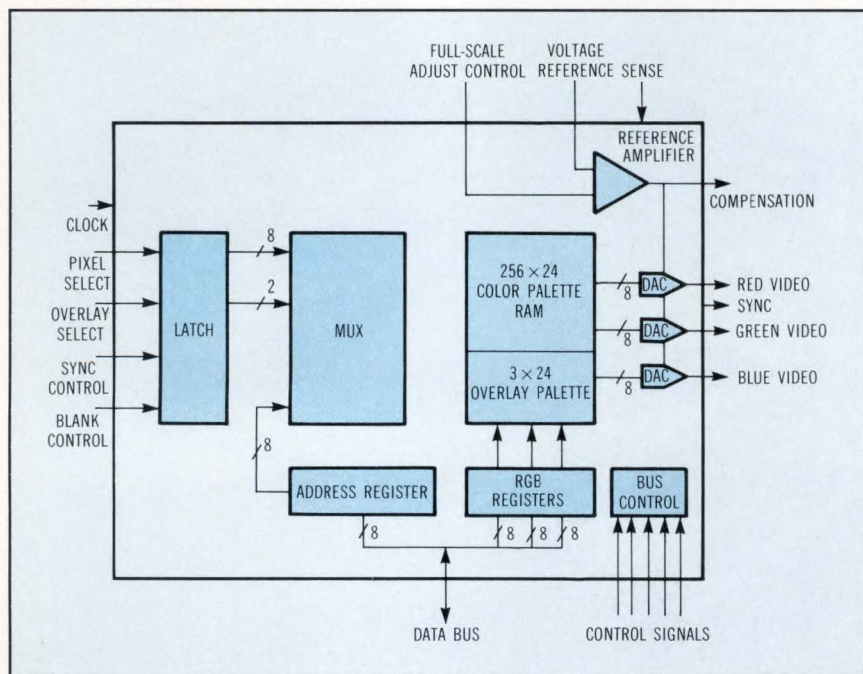 FULL-SCALE
ADJUST CONTROL
VOLTAGE
REFERENCE
SENSE
REFERENCE
AMPLIFIER
COMPENSATION
CLOCK
PIXEL
SELECT
OVERLAY
SELECT
SYNC
CONTROL
BLANK
CONTROL
LATCH
8
2
MUX
8
256 × 24
COLOR PALETTE
RAM
3 × 24
OVERLAY PALETTE
8
8
8
DAC
DAC
DAC
RED VIDEO
SYNC
GREEN VIDEO
BLUE VIDEO
ADDRESS REGISTER
RGB
REGISTERS
BUS
CONTROL
8
8
8
8
DATA BUS
CONTROL SIGNALS